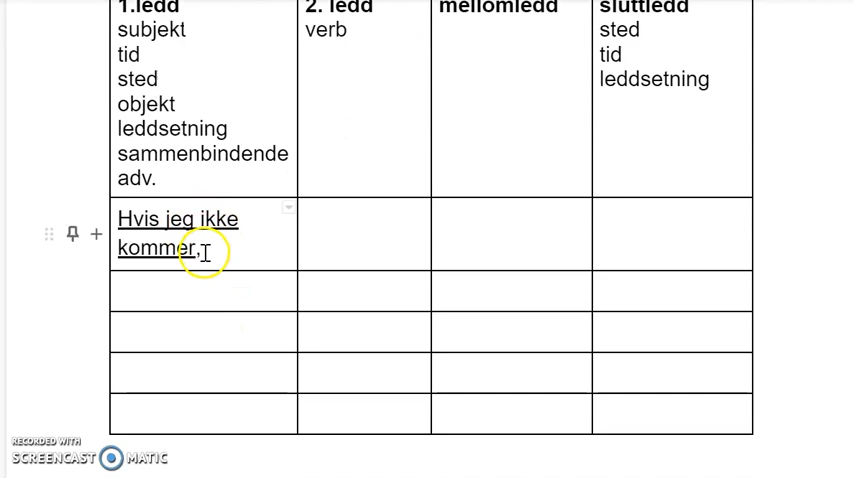 1.ledd
subjekt
tid
sted
objekt
leddsetning
sammenbindende
adv.
2. ledd
verb
mellomledd
sluttledd
sted
tid
leddsetning
Hvis jeg ikke
kommer,
RECORDED WITH
SCREENCAST MATIC